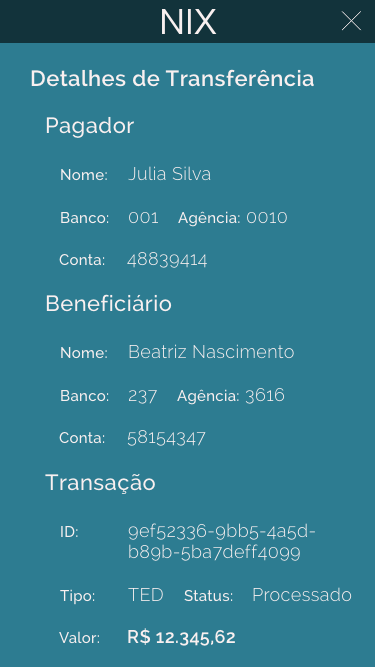 NIX
Detalhes de Transferência
Pagador
Nome: Julia Silva
Banco: 001 Agência: 0010
Conta: 48839414
Beneficiário
Nome: Beatriz Nascimento
Banco: 237 Agência: 3616
Conta: 58154347
Transação
ID: 9ef52336-9bb5-4a5d-
b89b-5ba7deff4099
Tipo: TED Status: Processado
Valor: R$ 12.345,62